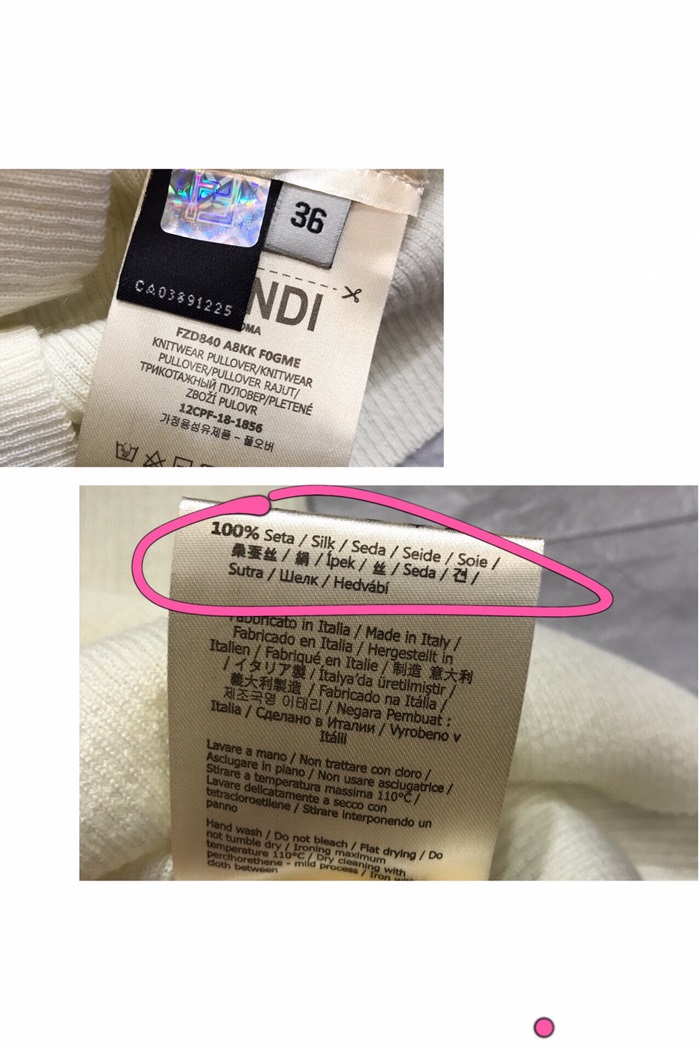 36
CA03891225
NDI
OMA
FZD840 A8KK F0GME
KNITWEAR PULLOVER/KNITWEAR
PULLOVER/PULLOVER RAJUT/
ТРИКОТАЖНЫЙ ПУЛОВЕР/PLETENÉ
ZBOŽÍ PULOVR
12CPF-18-1856
가정용섬유제품 - 풀오버
100% Seta / Silk / Seda / Seide / Soie /
桑蚕丝 / 絹 / İpek / 丝 / Seda / 견 /
Sutra / Шелк / Hedvábí
Fabbricato in Italia / Made in Italy /
Fabricado en Italia / Hergestellt in
Italien / Fabriqué en Italie / 制造 意大利
/ イタリア製 / İtalya'da üretilmiştir /
義大利製造 / Fabricado na Itália /
제조국명 이태리 / Negara Pembuat :
Italia / Сделано в Италии / Vyrobeno v
Itálii
Lavare a mano / Non trattare con cloro /
Asciugare in piano / Non usare asciugatrice /
Stirare a temperatura massima 110°C /
Lavare delicatamente a secco con
tetracloroetilene / Stirare interponendo un
panno
Hand wash / Do not bleach / Flat drying / Do
not tumble dry / Ironing maximum
temperature 110°C / Dry cleaning with
perclhorethene - mild process / Iron with
cloth between